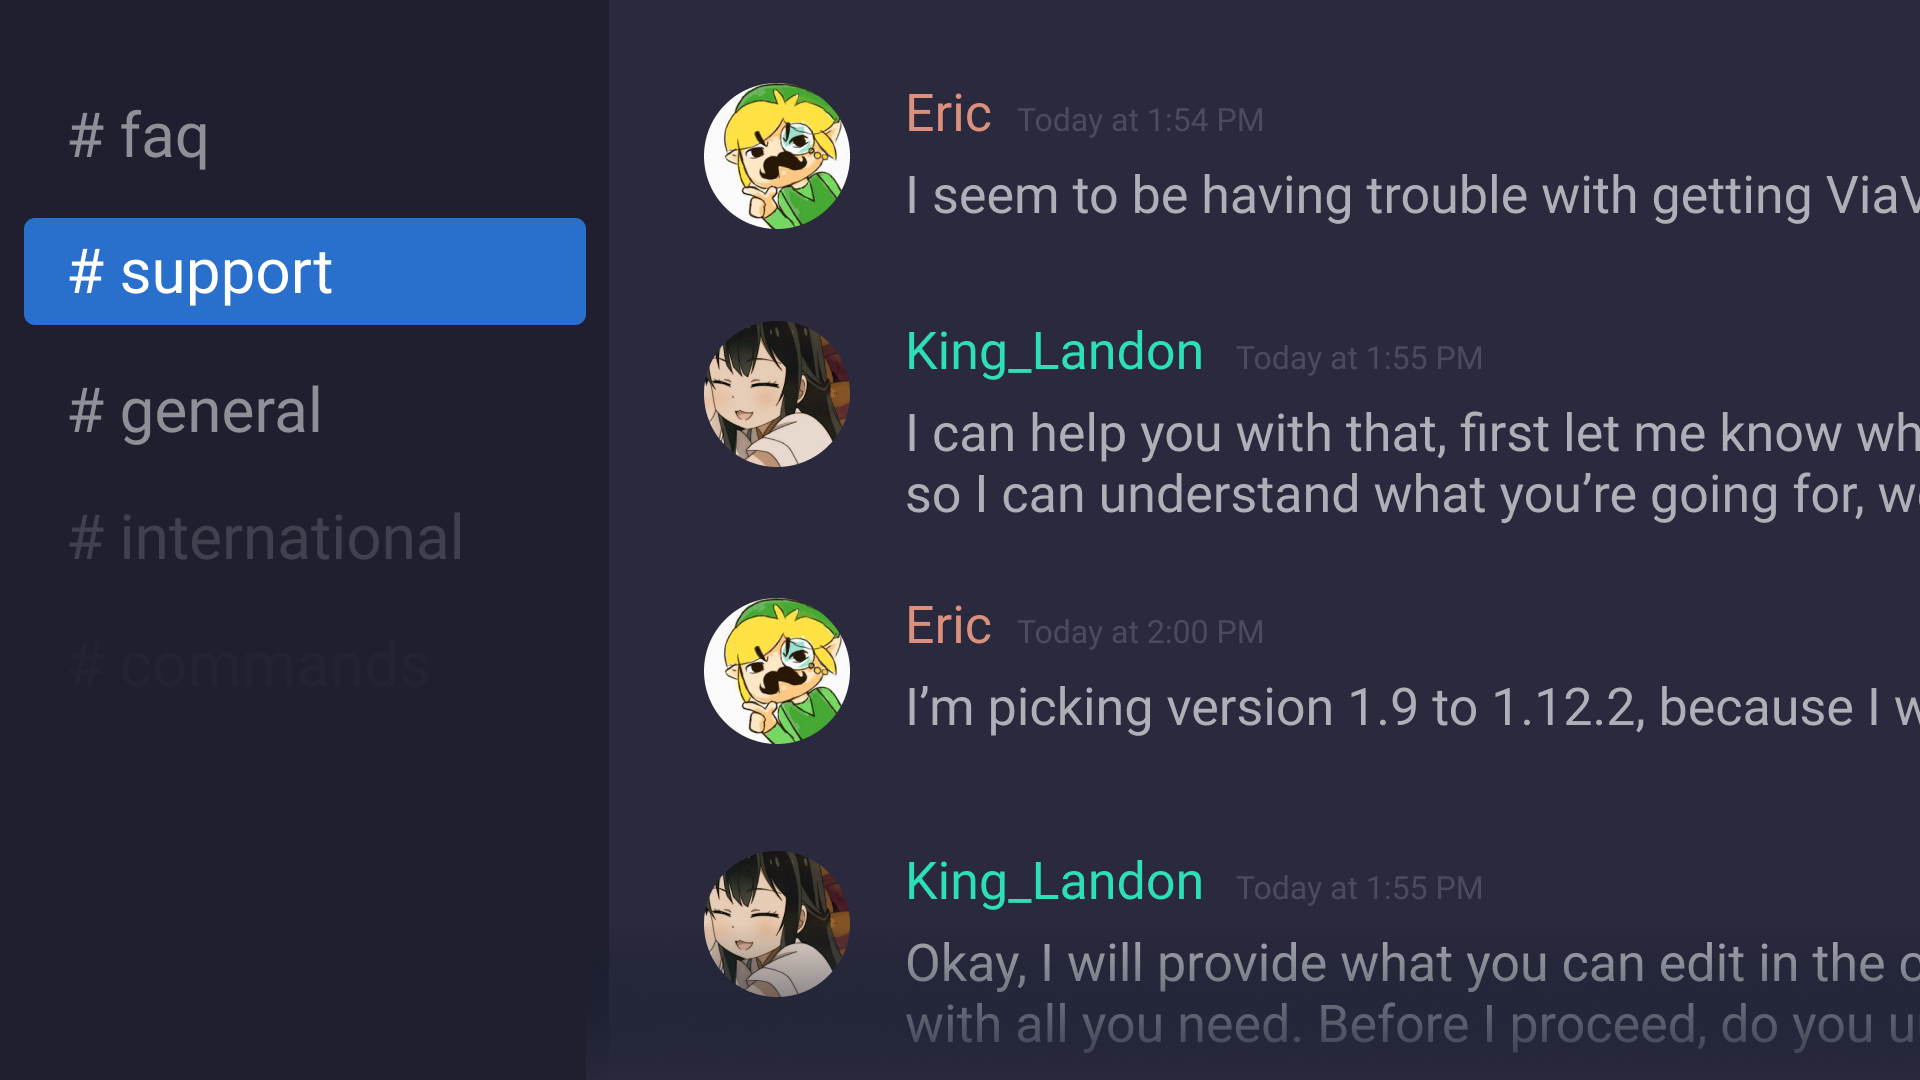 # faq
# support
# general
# international
# commands
Eric Today at 1:54 PM
I seem to be having trouble with getting
King_Landon Today at 1:55 PM
I can help you with that, first let me know
so I can understand what you’re going for,
Eric Today at 2:00 PM
I’m picking version 1.9 to 1.12.2, because I
King_Landon Today at 1:55 PM
Okay, I will provide what you can edit in the
with all you need. Before I proceed, do you